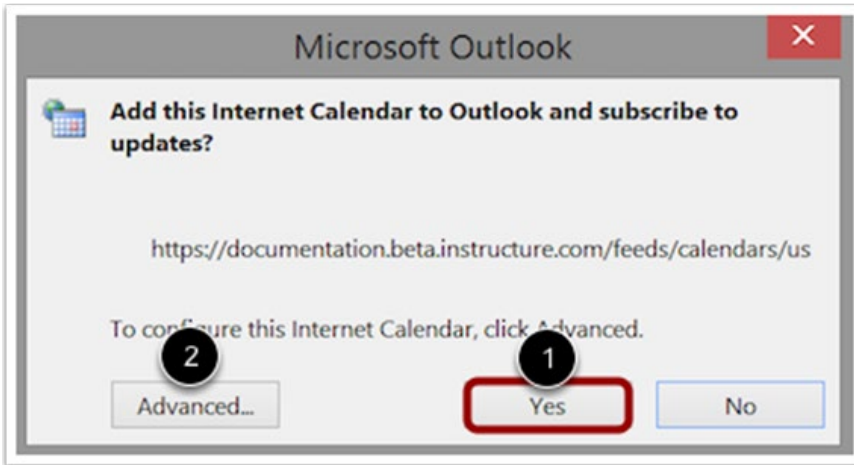 Microsoft Outlook
Add this Internet Calendar to Outlook and subscribe to
updates?
https://documentation.beta.instructure.com/feeds/calendars/us
To configure this Internet Calendar, click Advanced.
2
1
Advanced...
Yes
No